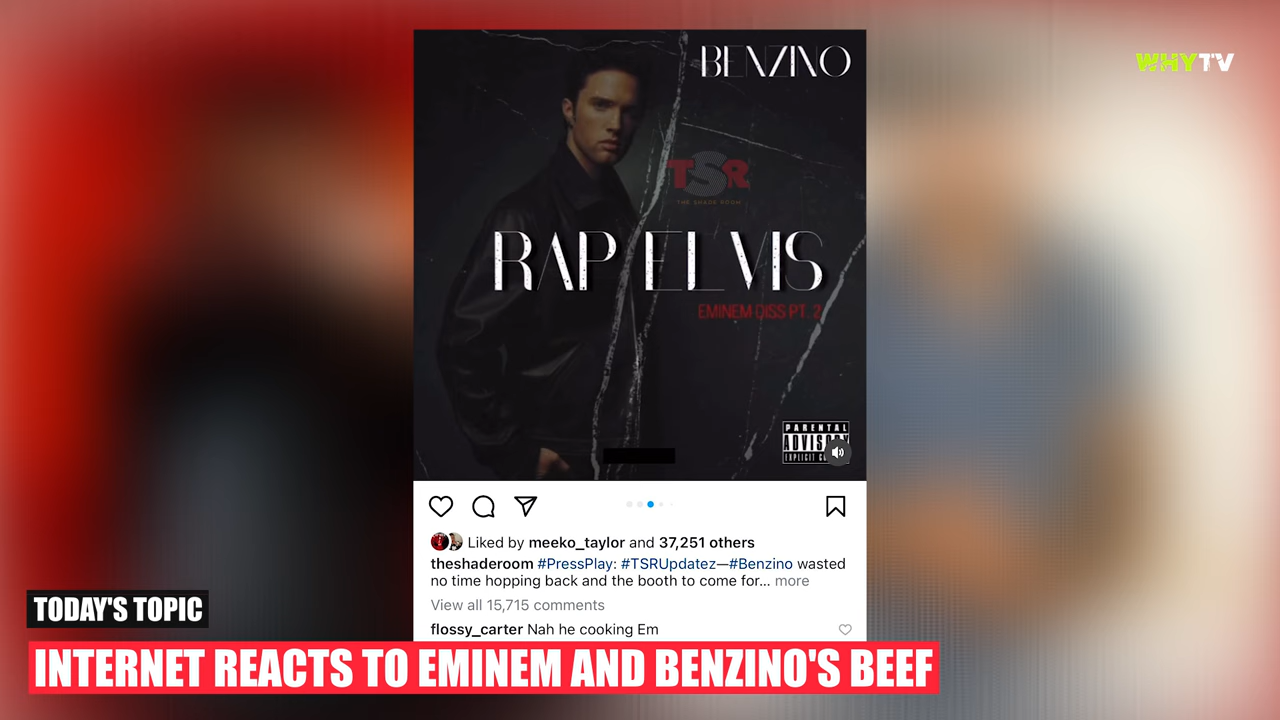 BENZINO
WHYTV
TSR
THE SHADE ROOM
RAP ELVIS
EMINEM DISS PT. 2
PARENTAL
ADVISORY
EXPLICIT
Liked by meeko_taylor and 37,251 others
theshaderoom #PressPlay: #TSRUpdatez—#Benzino wasted
no time hopping back and the booth to come for... more
View all 15,715 comments
flossy_carter Nah he cooking Em
TODAY'S TOPIC
INTERNET REACTS TO EMINEM AND BENZINO'S BEEF